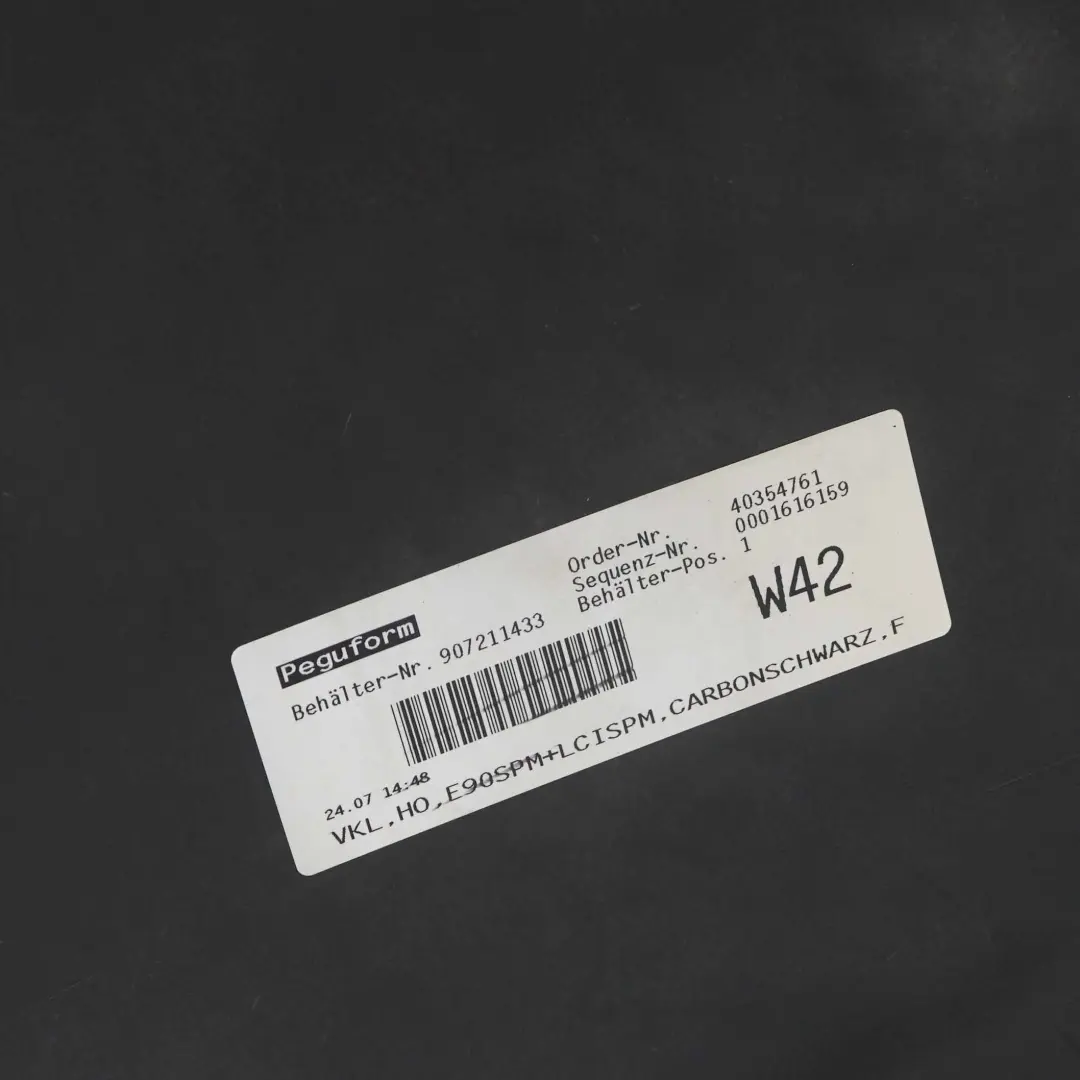 Peguform
Behälter-Nr. 907211433
Order-Nr. 40354761
Sequenz-Nr. 0001616159
Behälter-Pos. 1
W42
24.07 14:48
VKL.HO.E90SPM+LCISPM.CARBONSCHWARZ.F